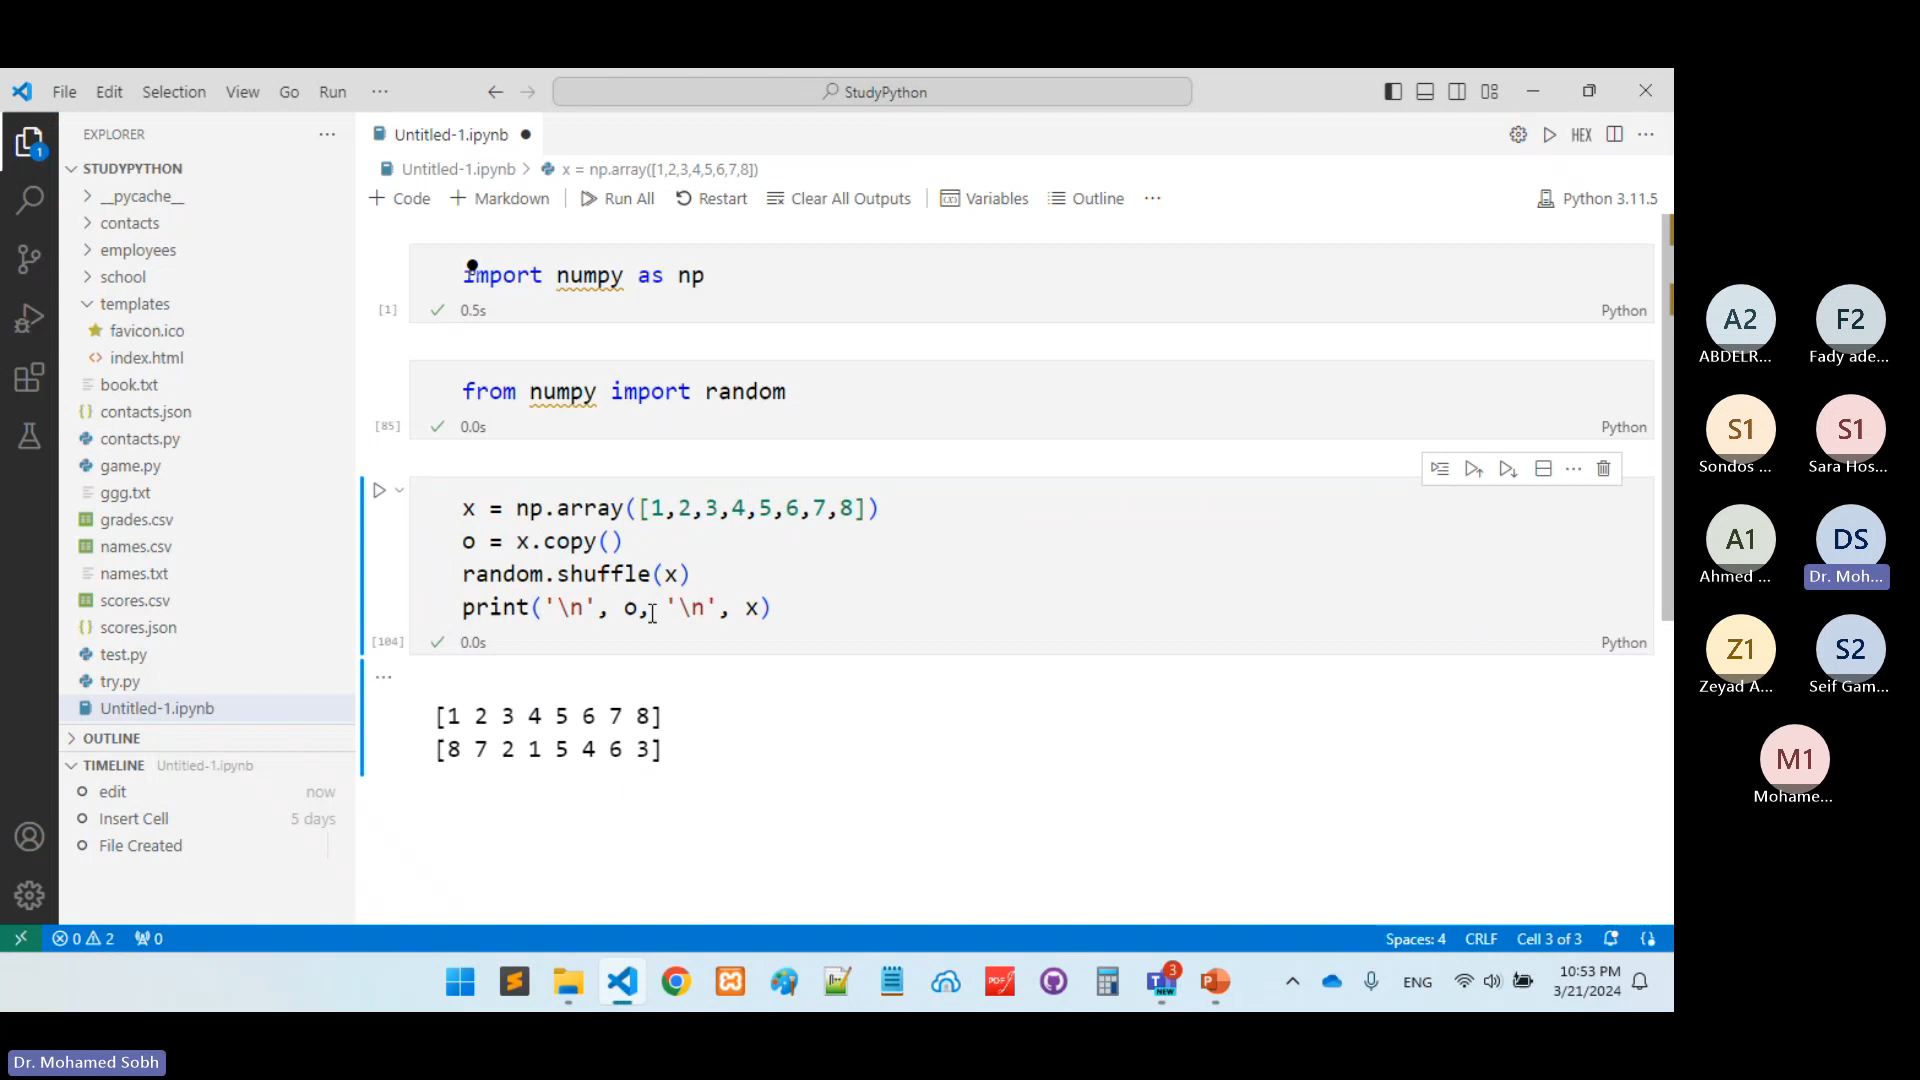 File Edit Selection View Go Run ···
StudyPython
EXPLORER ···
STUDYPYTHON
__pycache__
contacts
employees
school
templates
favicon.ico
index.html
book.txt
contacts.json
contacts.py
game.py
ggg.txt
grades.csv
names.csv
names.txt
scores.csv
scores.json
test.py
try.py
Untitled-1.ipynb
OUTLINE
TIMELINE Untitled-1.ipynb
edit now
Insert Cell 5 days
File Created
Untitled-1.ipynb
HEX
Untitled-1.ipynb > x = np.array([1,2,3,4,5,6,7,8])
+ Code + Markdown Run All Restart Clear All Outputs Variables Outline ···
Python 3.11.5
import numpy as np
[1] 0.5s Python
from numpy import random
[85] 0.0s Python
x = np.array([1,2,3,4,5,6,7,8])
o = x.copy()
random.shuffle(x)
print('\n', o, '\n', x)
[104] 0.0s Python
[1 2 3 4 5 6 7 8]
[8 7 2 1 5 4 6 3]
0 2 0
Spaces: 4 CRLF Cell 3 of 3
1
PDF
3
T
NEW
P
ENG
10:53 PM
3/21/2024
A2 F2
ABDELR... Fady ade...
S1 S1
Sondos ... Sara Hos...
A1 DS
Ahmed ... Dr. Moh...
Z1 S2
Zeyad A... Seif Gam...
M1
Mohame...
Dr. Mohamed Sobh